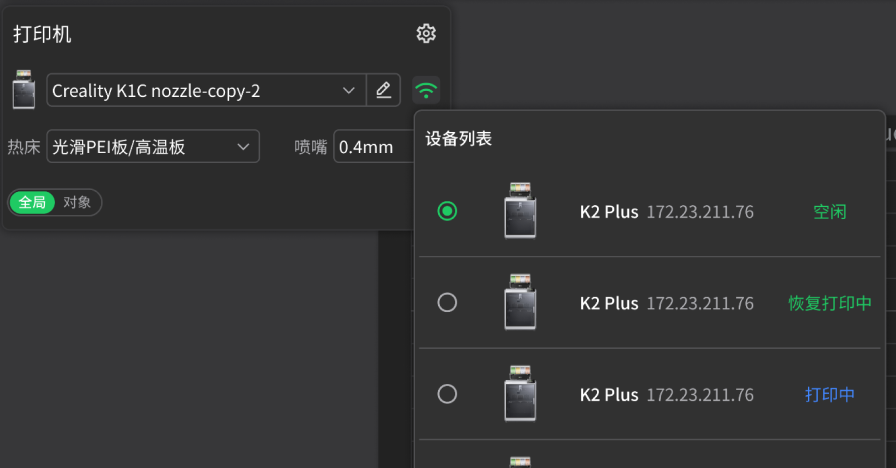 打印机
Creality K1C nozzle-copy-2
热床 光滑PEI板/高温板 喷嘴 0.4mm
全局 对象
设备列表
K2 Plus 172.23.211.76 空闲
K2 Plus 172.23.211.76 恢复打印中
K2 Plus 172.23.211.76 打印中